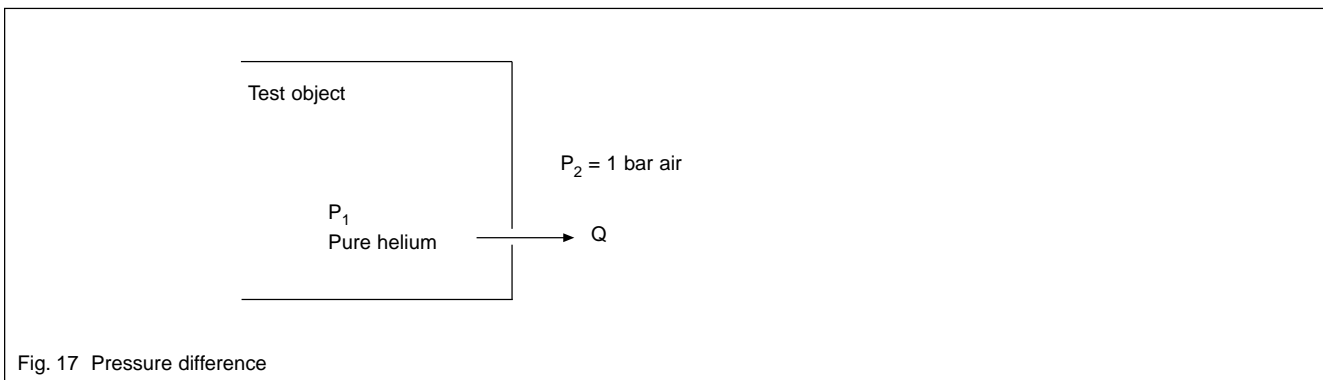 Test object
P₂ = 1 bar air
P₁
Pure helium
Q
Fig. 17 Pressure difference